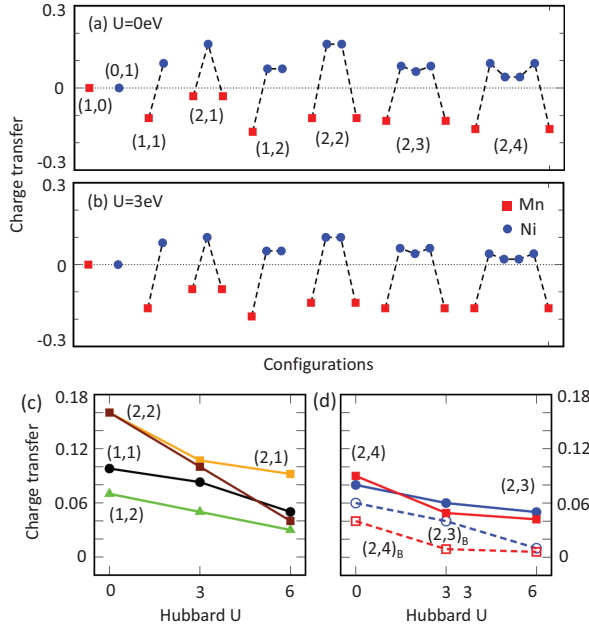 0.3
(a) U=0eV
(0,1)
0
(1,0)
(1,1)
(2,1)
(1,2)
(2,2)
(2,3)
(2,4)
-0.3
Charge transfer
(b) U=3eV
Mn
Ni
0
-0.3
Configurations
0.18
(c)
(d)
0.18
(2,2)
(2,1)
(1,1)
(1,2)
(2,4)
(2,3)
(2,3)B
(2,4)B
0.12
0.12
0.06
0.06
0
0
Charge transfer
0 3 6
0 3 3 6
Hubbard U
Hubbard U